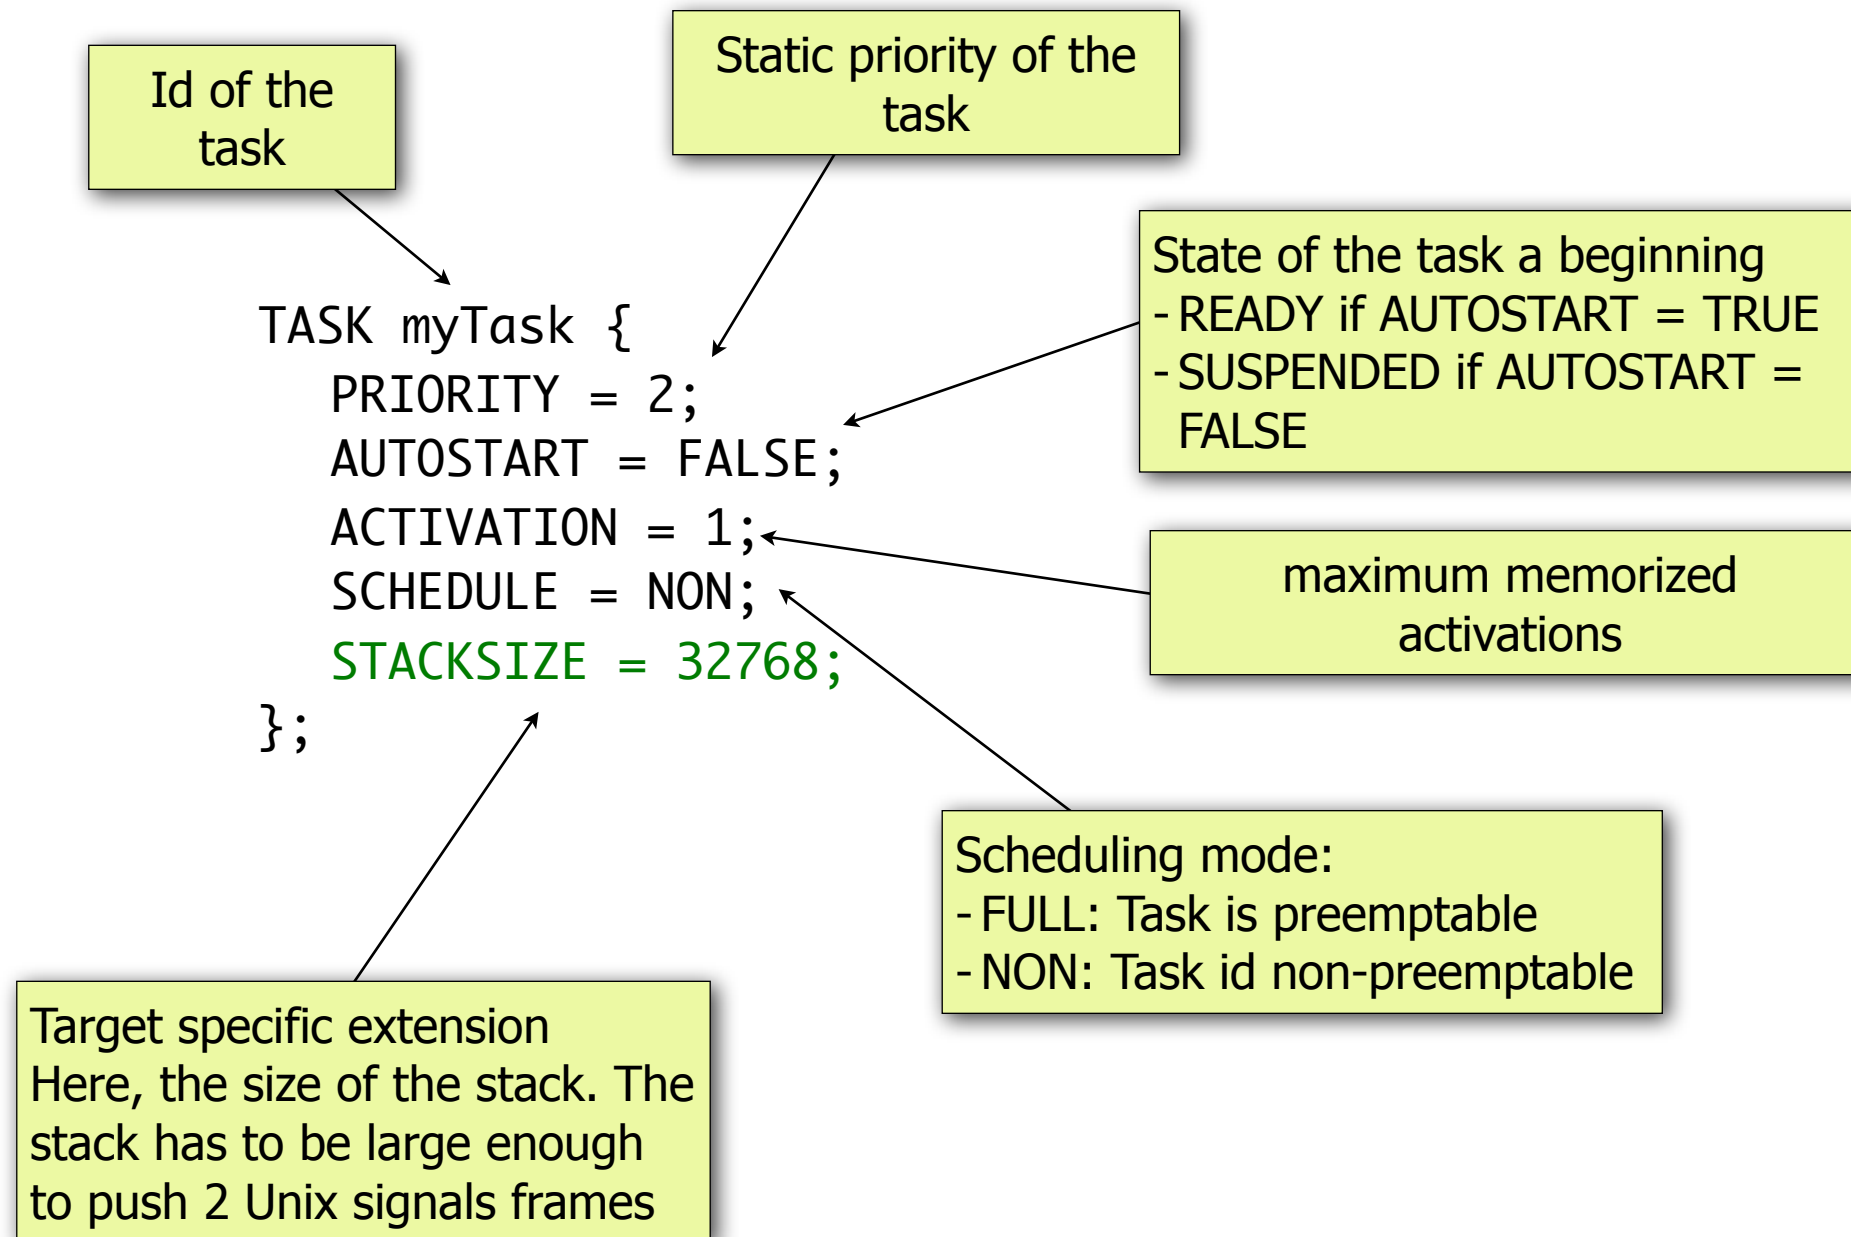 Id of the
task
Static priority of the
task
State of the task a beginning
- READY if AUTOSTART = TRUE
- SUSPENDED if AUTOSTART =
FALSE
TASK myTask {
PRIORITY = 2;
AUTOSTART = FALSE;
ACTIVATION = 1;
SCHEDULE = NON;
STACKSIZE = 32768;
};
maximum memorized
activations
Scheduling mode:
- FULL: Task is preemptable
- NON: Task id non-preemptable
Target specific extension
Here, the size of the stack. The
stack has to be large enough
to push 2 Unix signals frames